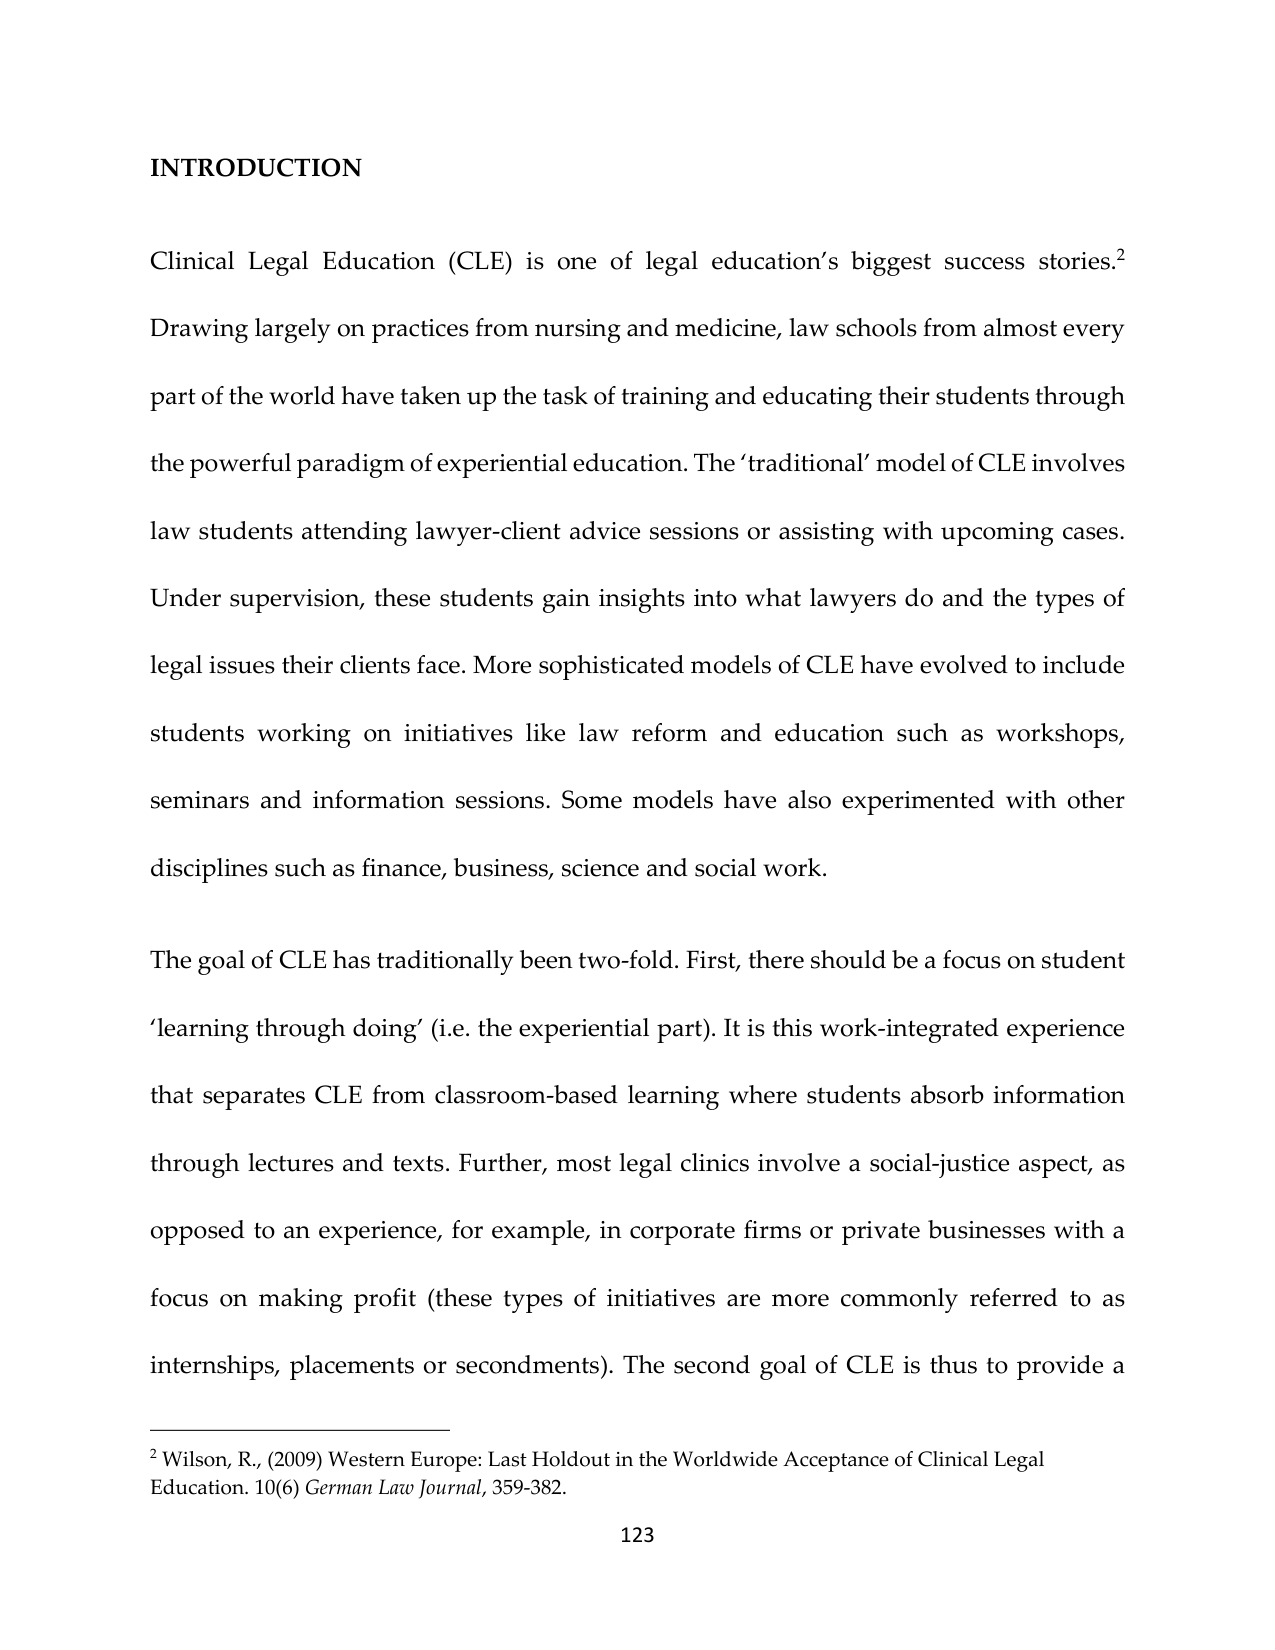 INTRODUCTION
Clinical Legal Education (CLE) is one of legal education’s biggest success stories.2
Drawing largely on practices from nursing and medicine, law schools from almost every
part of the world have taken up the task of training and educating their students through
the powerful paradigm of experiential education. The ‘traditional’ model of CLE involves
law students attending lawyer-client advice sessions or assisting with upcoming cases.
Under supervision, these students gain insights into what lawyers do and the types of
legal issues their clients face. More sophisticated models of CLE have evolved to include
students working on initiatives like law reform and education such as workshops,
seminars and information sessions. Some models have also experimented with other
disciplines such as finance, business, science and social work.
The goal of CLE has traditionally been two-fold. First, there should be a focus on student
‘learning through doing’ (i.e. the experiential part). It is this work-integrated experience
that separates CLE from classroom-based learning where students absorb information
through lectures and texts. Further, most legal clinics involve a social-justice aspect, as
opposed to an experience, for example, in corporate firms or private businesses with a
focus on making profit (these types of initiatives are more commonly referred to as
internships, placements or secondments). The second goal of CLE is thus to provide a
2 Wilson, R., (2009) Western Europe: Last Holdout in the Worldwide Acceptance of Clinical Legal
Education. 10(6) German Law Journal, 359-382.
123